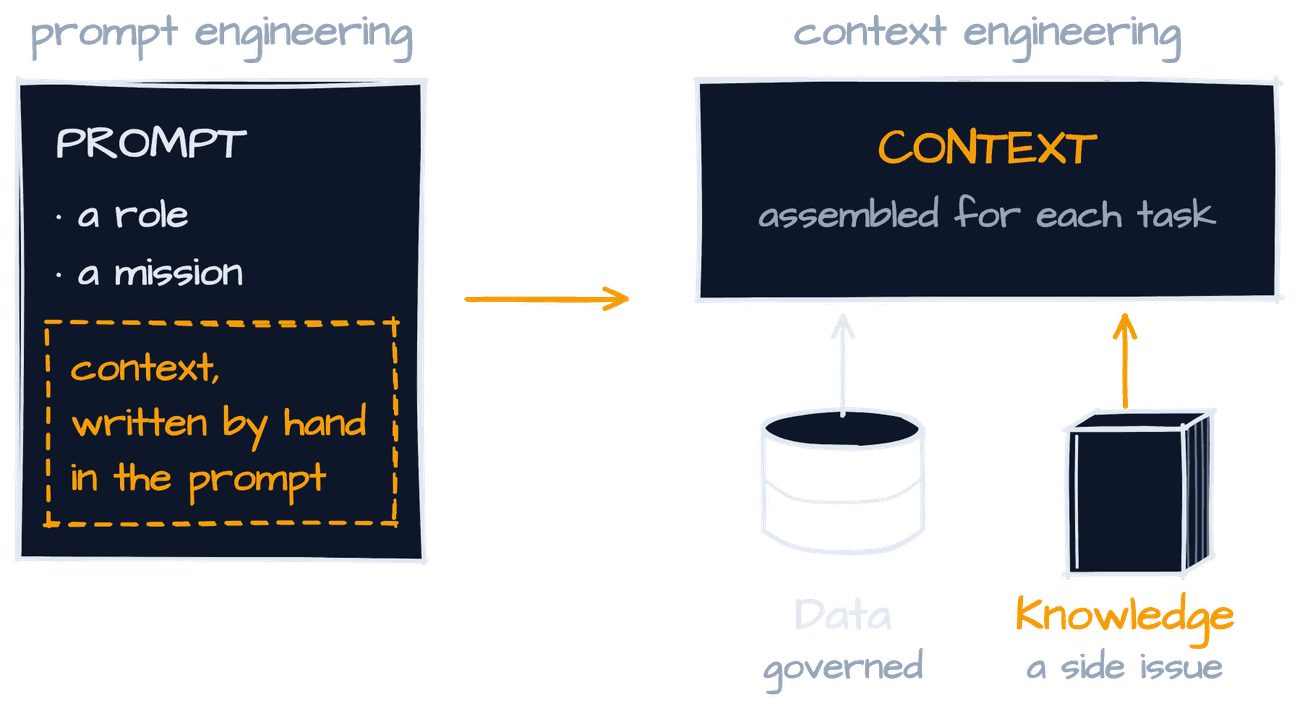 prompt engineering
PROMPT
· a role
· a mission
context,
written by hand
in the prompt
context engineering
CONTEXT
assembled for each task
Data
governed
Knowledge
a side issue